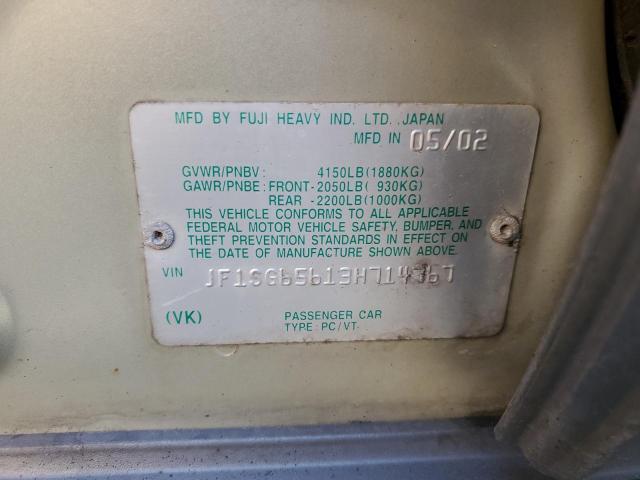 MFD BY FUJI HEAVY IND. LTD. JAPAN
MFD IN 05/02
GVWR/PNBV: 4150LB(1880KG)
GAWR/PNBE: FRONT-2050LB( 930KG)
REAR -2200LB(1000KG)
THIS VEHICLE CONFORMS TO ALL APPLICABLE
FEDERAL MOTOR VEHICLE SAFETY, BUMPER, AND
THEFT PREVENTION STANDARDS IN EFFECT ON
THE DATE OF MANUFACTURE SHOWN ABOVE.
VIN
(VK) PASSENGER CAR
TYPE: PC/VT